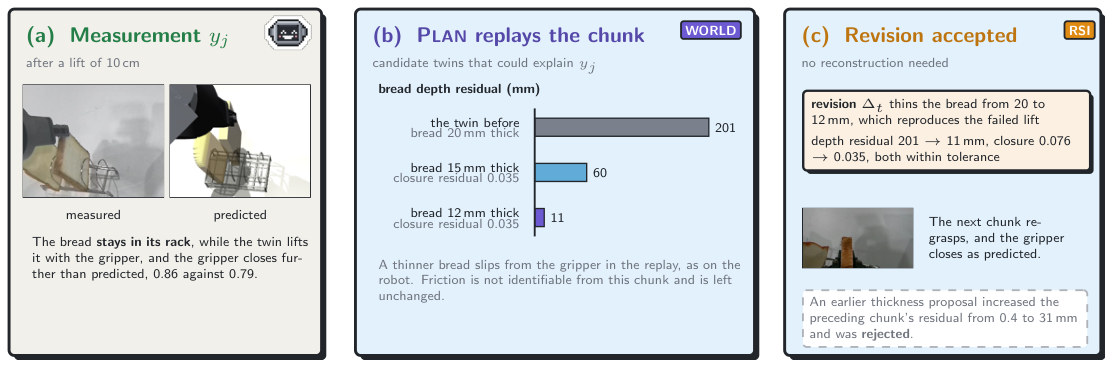 (a) Measurement y_j
after a lift of 10 cm
measured
predicted
The bread stays in its rack, while the twin lifts
it with the gripper, and the gripper closes fur-
ther than predicted, 0.86 against 0.79.
(b) PLAN replays the chunk
WORLD
candidate twins that could explain y_j
bread depth residual (mm)
the twin before
bread 20 mm thick
201
bread 15 mm thick
closure residual 0.035
60
bread 12 mm thick
closure residual 0.035
11
A thinner bread slips from the gripper in the replay, as on the
robot. Friction is not identifiable from this chunk and is left
unchanged.
(c) Revision accepted
RSI
no reconstruction needed
revision Δ_t thins the bread from 20 to
12 mm, which reproduces the failed lift
depth residual 201 → 11 mm, closure 0.076
→ 0.035, both within tolerance
The next chunk re-
grasps, and the gripper
closes as predicted.
An earlier thickness proposal increased the
preceding chunk's residual from 0.4 to 31 mm
and was rejected.